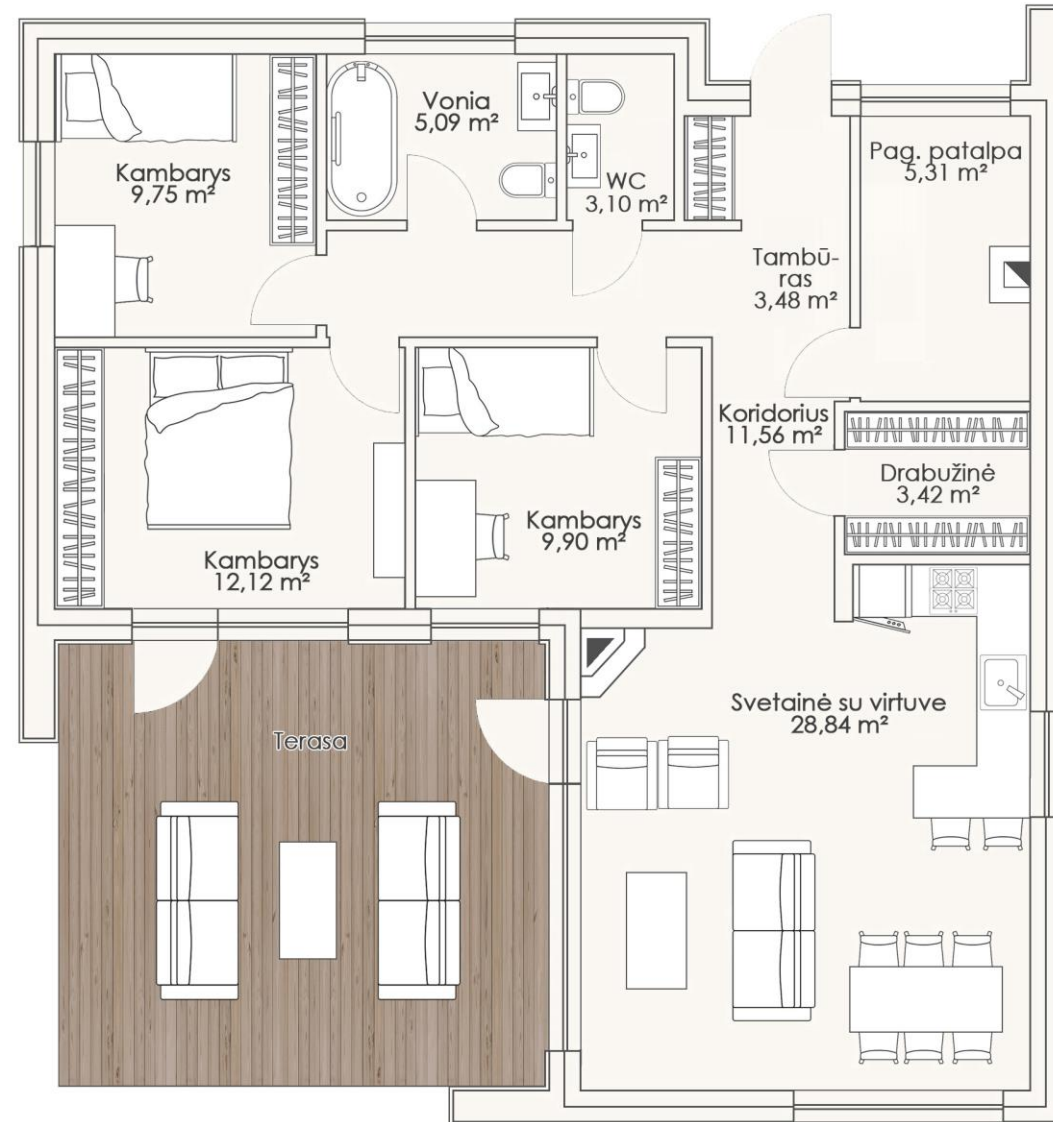 Vonia
5,09 m²
Kambarys
9,75 m²
WC
3,10 m²
Pag. patalpa
5,31 m²
Tambū-
ras
3,48 m²
Koridorius
11,56 m²
Drabužinė
3,42 m²
Kambarys
12,12 m²
Kambarys
9,90 m²
Svetainė su virtuve
28,84 m²
Terasa